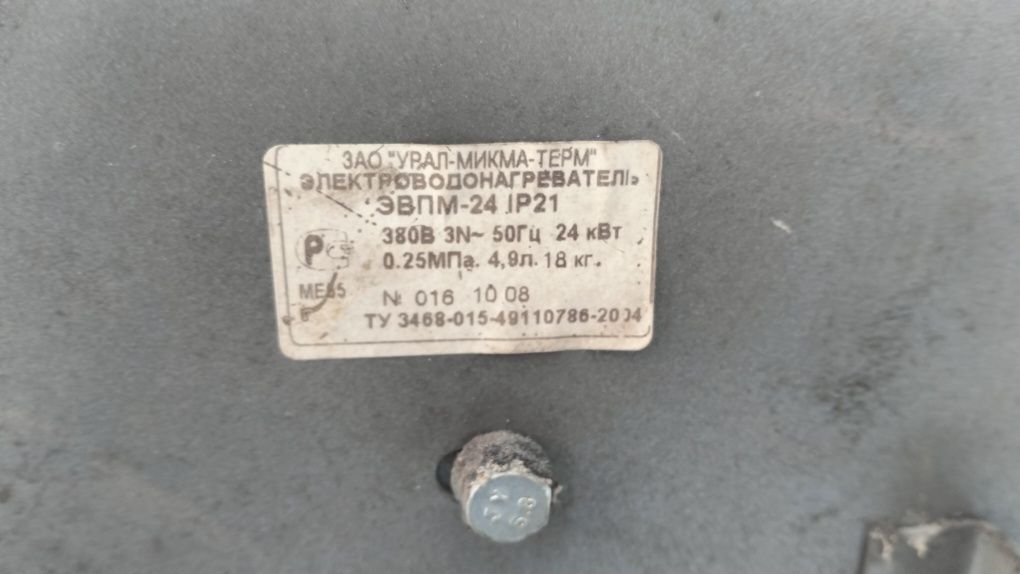 ЗАО "УРАЛ-МИКМА-ТЕРМ"
ЭЛЕКТРОВОДОНАГРЕВАТЕЛЬ
ЭВПМ-24 IP21
380В 3N~ 50Гц 24 кВт
0.25МПа. 4,9л. 18 кг.
№ 016 10 08
ТУ 3468-015-49110786-2004